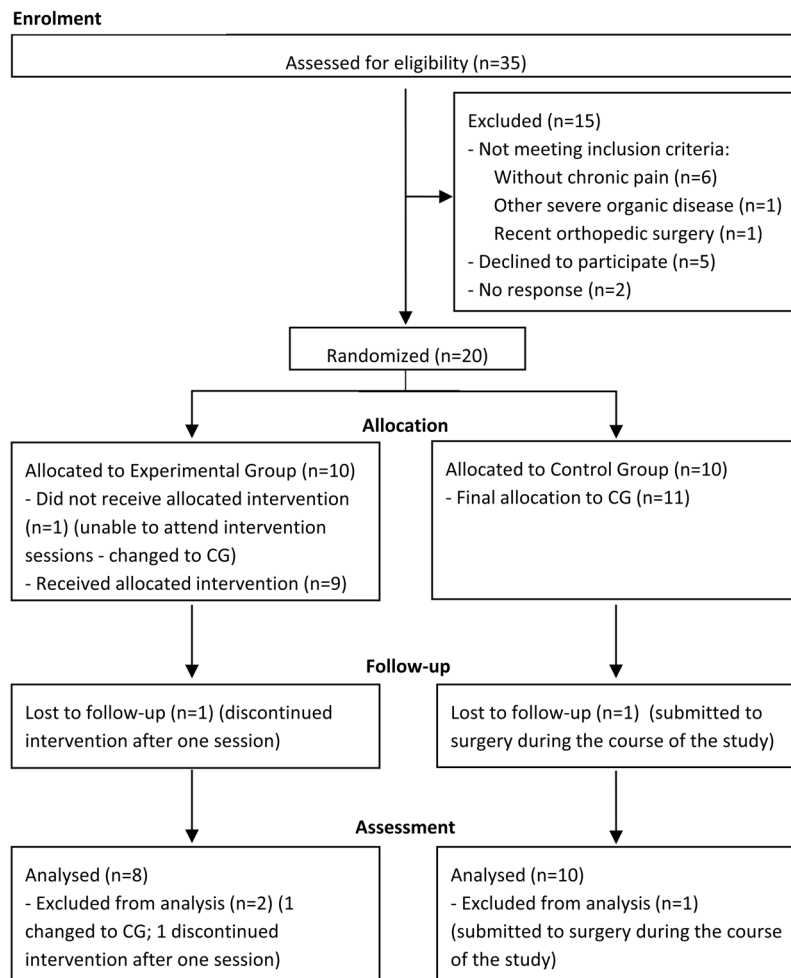 Enrolment
Assessed for eligibility (n=35)
Excluded (n=15)
- Not meeting inclusion criteria:
Without chronic pain (n=6)
Other severe organic disease (n=1)
Recent orthopedic surgery (n=1)
- Declined to participate (n=5)
- No response (n=2)
Randomized (n=20)
Allocation
Allocated to Experimental Group (n=10)
- Did not receive allocated intervention
(n=1) (unable to attend intervention
sessions - changed to CG)
- Received allocated intervention (n=9)
Allocated to Control Group (n=10)
- Final allocation to CG (n=11)
Follow-up
Lost to follow-up (n=1) (discontinued
intervention after one session)
Lost to follow-up (n=1) (submitted to
surgery during the course of the study)
Assessment
Analysed (n=8)
- Excluded from analysis (n=2) (1
changed to CG; 1 discontinued
intervention after one session)
Analysed (n=10)
- Excluded from analysis (n=1)
(submitted to surgery during the course
of the study)